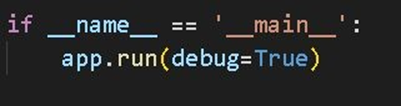 if __name__ == '__main__':
    app.run(debug=True)